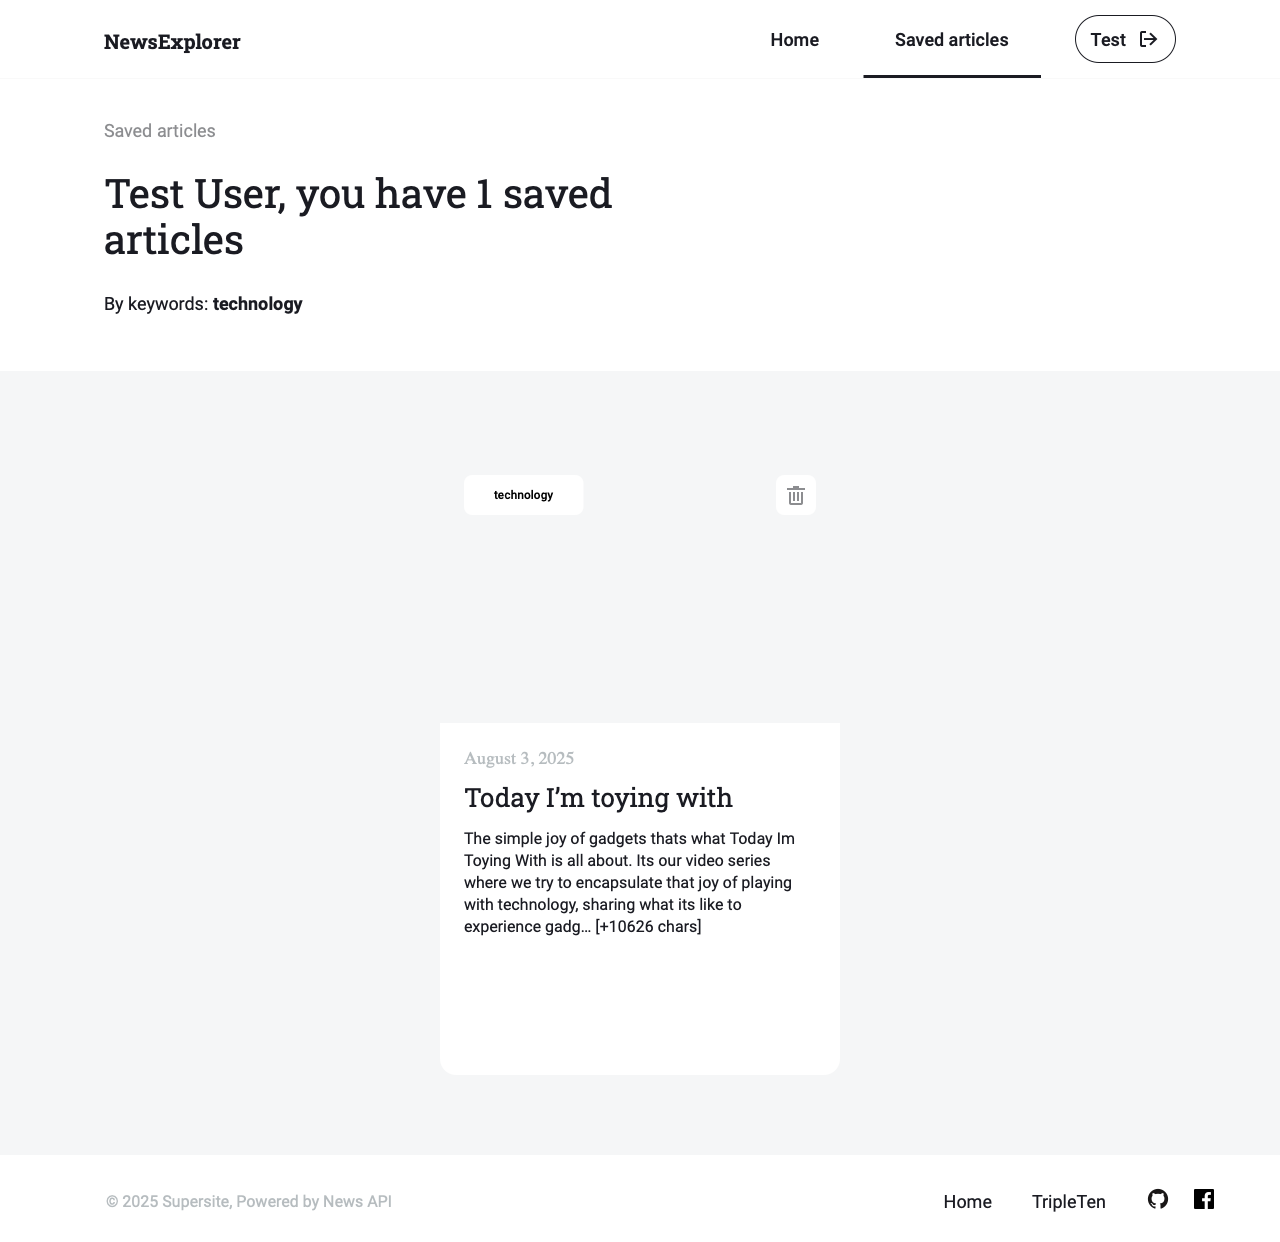 NewsExplorer
Home
Saved articles
Test
Saved articles
Test User, you have 1 saved
articles
By keywords: technology
technology
August 3, 2025
Today I’m toying with
The simple joy of gadgets thats what Today Im
Toying With is all about. Its our video series
where we try to encapsulate that joy of playing
with technology, sharing what its like to
experience gadg… [+10626 chars]
© 2025 Supersite, Powered by News API
Home
TripleTen